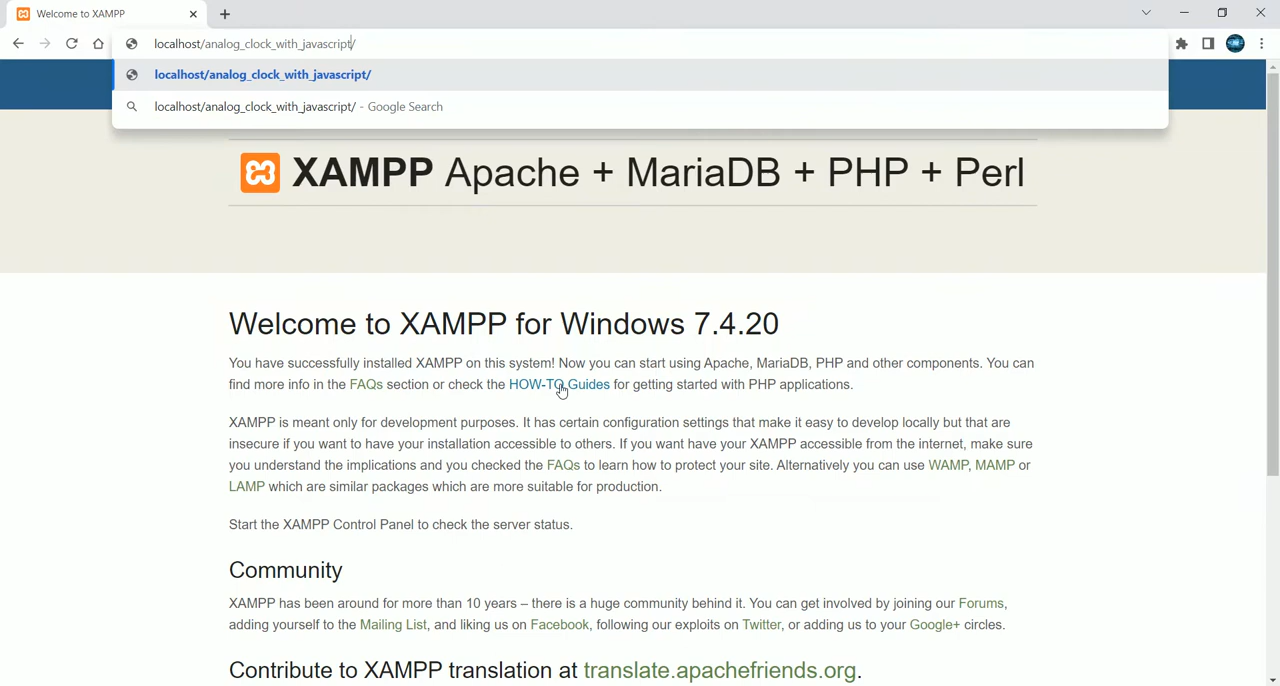 Welcome to XAMPP
localhost/analog_clock_with_javascript/
localhost/analog_clock_with_javascript/
localhost/analog_clock_with_javascript/ - Google Search
XAMPP Apache + MariaDB + PHP + Perl
Welcome to XAMPP for Windows 7.4.20
You have successfully installed XAMPP on this system! Now you can start using Apache, MariaDB, PHP and other components. You can
find more info in the FAQs section or check the HOW-TO Guides for getting started with PHP applications.
XAMPP is meant only for development purposes. It has certain configuration settings that make it easy to develop locally but that are
insecure if you want to have your installation accessible to others. If you want have your XAMPP accessible from the internet, make sure
you understand the implications and you checked the FAQs to learn how to protect your site. Alternatively you can use WAMP, MAMP or
LAMP which are similar packages which are more suitable for production.
Start the XAMPP Control Panel to check the server status.
Community
XAMPP has been around for more than 10 years – there is a huge community behind it. You can get involved by joining our Forums,
adding yourself to the Mailing List, and liking us on Facebook, following our exploits on Twitter, or adding us to your Google+ circles.
Contribute to XAMPP translation at translate.apachefriends.org.